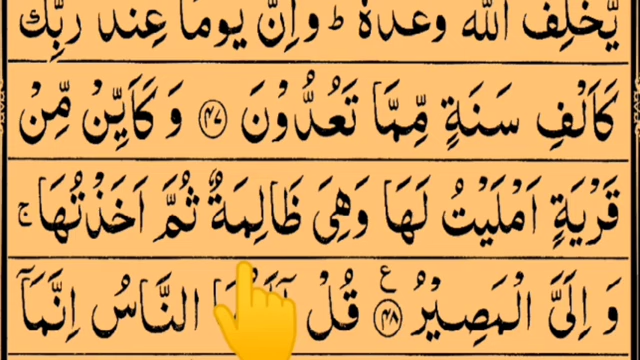 يُّخْلِفَ اللّٰهُ وَعْدَهٗ ؕ وَاِنَّ يَوْمًا عِنْدَ رَبِّكَ
كَاَلْفِ سَنَةٍ مِّمَّا تَعُدُّوْنَ ﴿۴۷﴾ وَ كَاَيِّنْ مِّنْ
قَرْيَةٍ اَمْلَيْتُ لَهَا وَهِىَ ظَالِمَةٌ ثُمَّ اَخَذْتُهَا ۚ
وَ اِلَىَّ الْمَصِيْرُ ﴿۴۸﴾ ع قُلْ النَّاسُ اِنَّمَاۤ